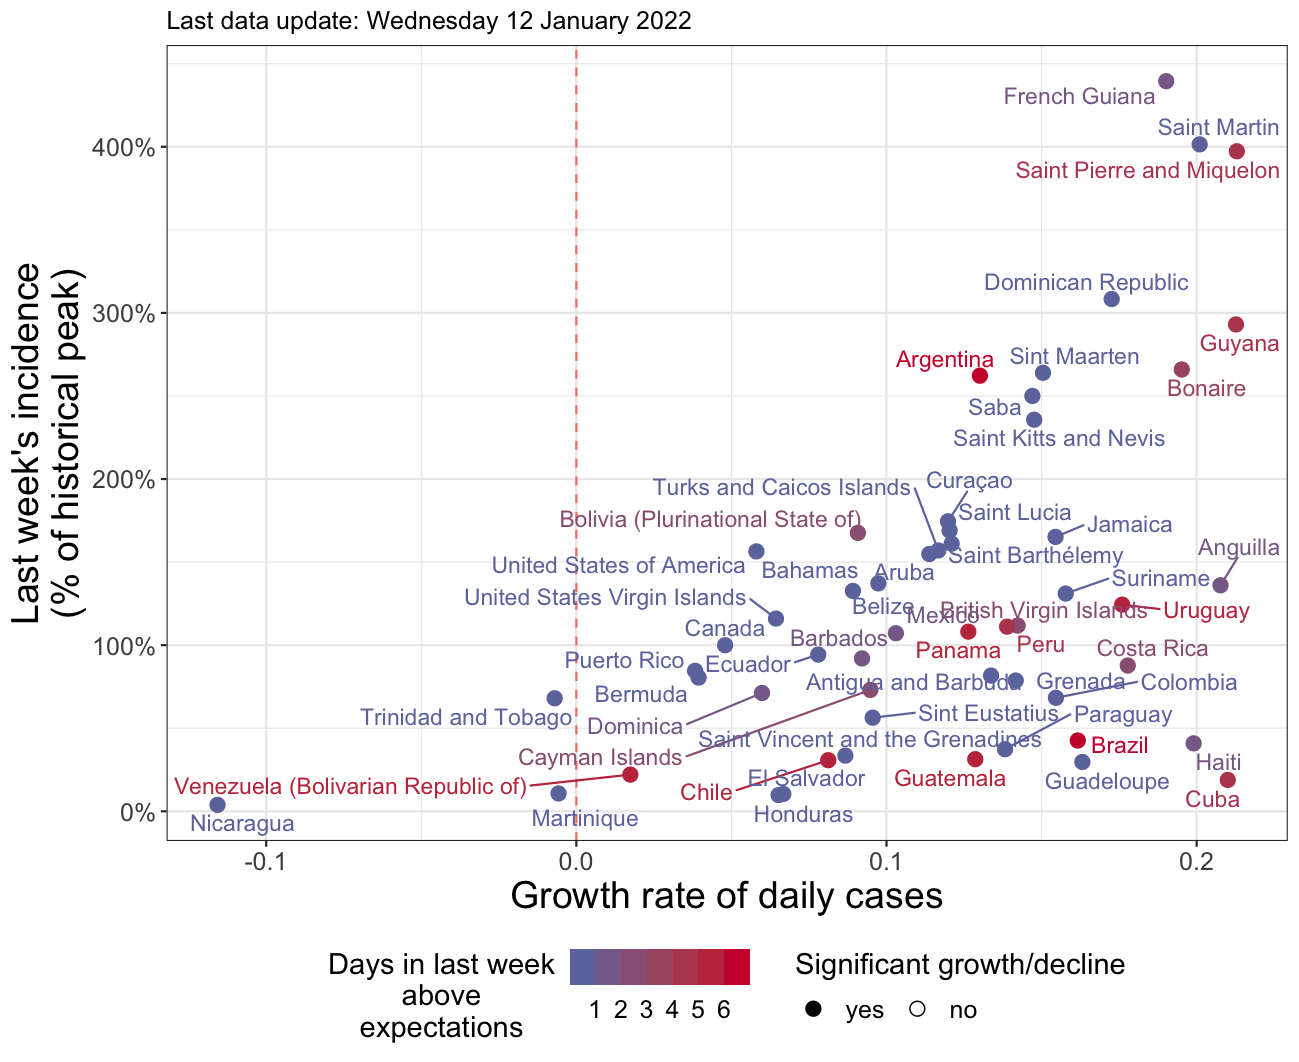 Last data update: Wednesday 12 January 2022
Last week's incidence
(% of historical peak)
400%
300%
200%
100%
0%
French Guiana
Saint Martin
Saint Pierre and Miquelon
Dominican Republic
Guyana
Argentina
Sint Maarten
Bonaire
Saba
Saint Kitts and Nevis
Curaçao
Turks and Caicos Islands
Saint Lucia
Bolivia (Plurinational State of)
Jamaica
Anguilla
Saint Barthélemy
United States of America
Bahamas
Aruba
Suriname
United States Virgin Islands
Belize
Mexico
British Virgin Islands
Uruguay
Canada
Barbados
Panama
Peru
Costa Rica
Puerto Rico
Ecuador
Bermuda
Antigua and Barbuda
Grenada
Colombia
Trinidad and Tobago
Dominica
Sint Eustatius
Paraguay
Saint Vincent and the Grenadines
Brazil
Cayman Islands
Haiti
El Salvador
Guatemala
Guadeloupe
Venezuela (Bolivarian Republic of)
Chile
Cuba
Nicaragua
Martinique
Honduras
-0.1
0.0
0.1
0.2
Growth rate of daily cases
Days in last week
above
expectations
1 2 3 4 5 6
Significant growth/decline
yes
no